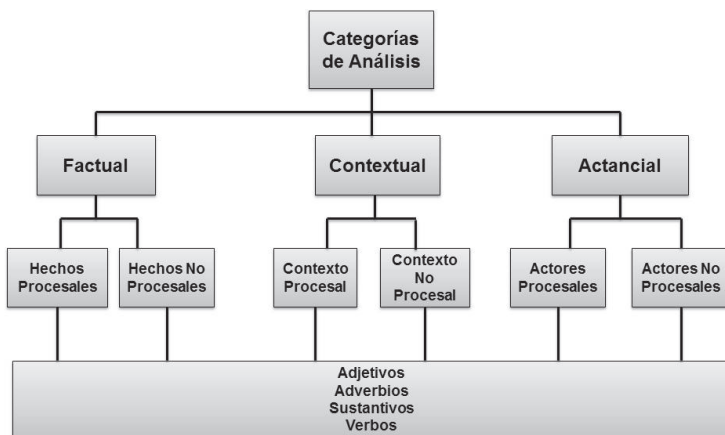 Categorías
de Análisis
Factual
Contextual
Actancial
Hechos
Procesales
Hechos No
Procesales
Contexto
Procesal
Contexto
No
Procesal
Actores
Procesales
Actores No
Procesales
Adjetivos
Adverbios
Sustantivos
Verbos